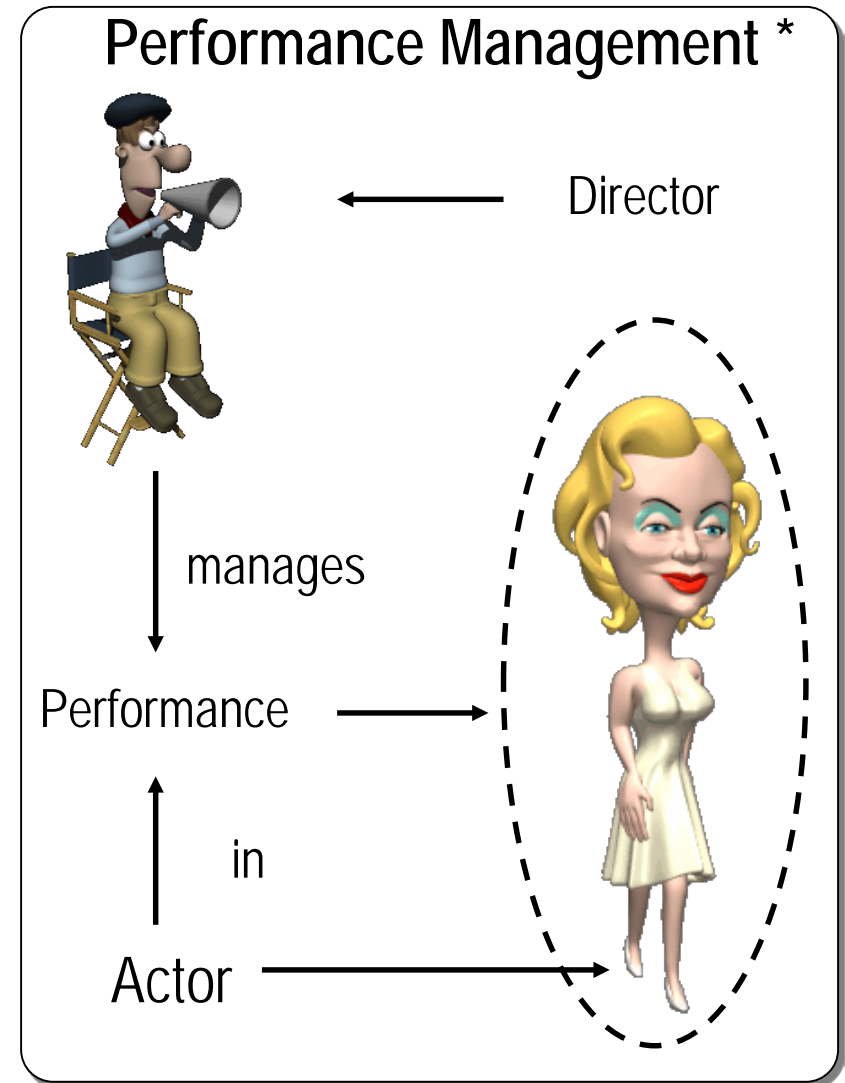 Performance Management *
Director
manages
Performance
in
Actor